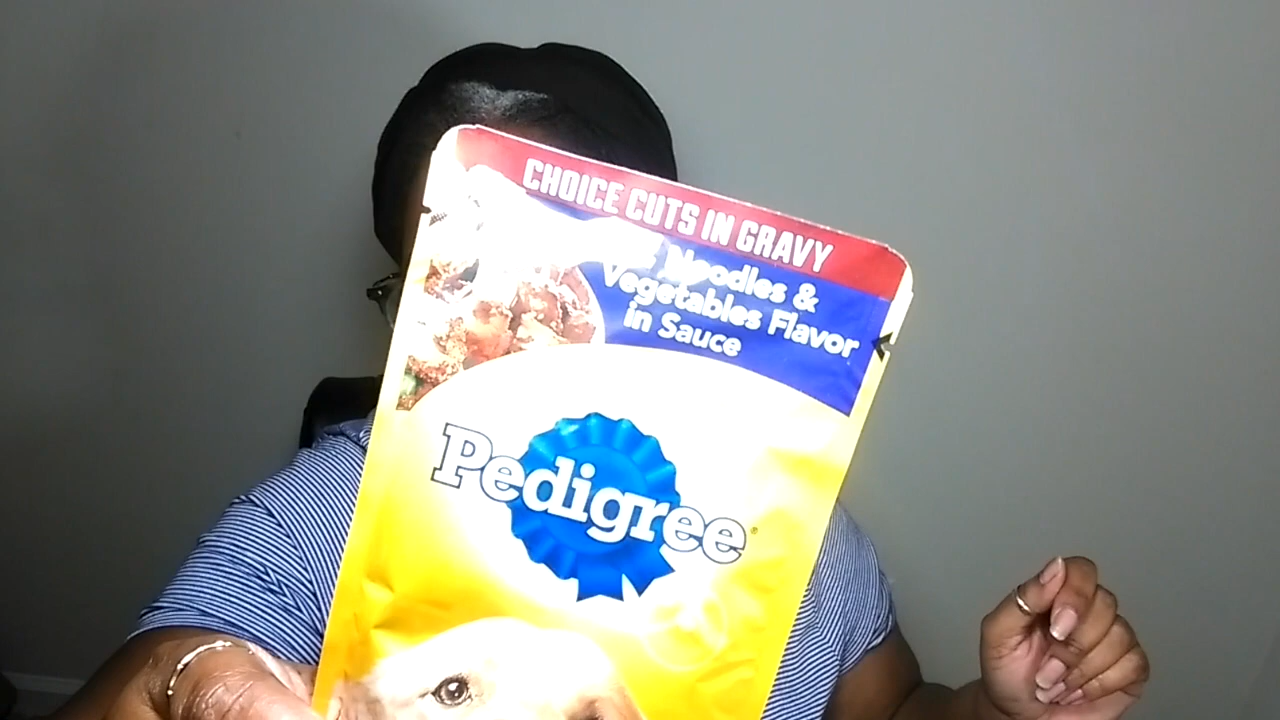 CHOICE CUTS IN GRAVY
Noodles &
Vegetables Flavor
in Sauce
Pedigree